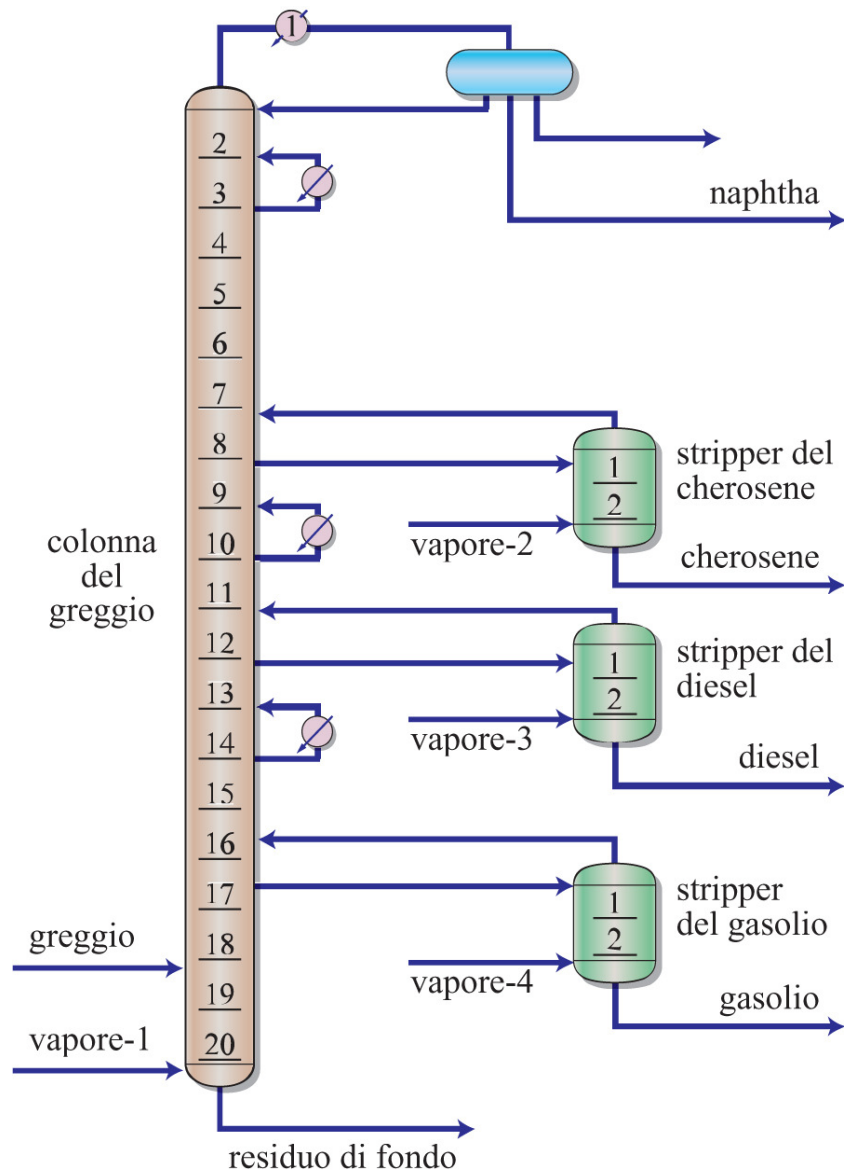 1
2
3
naphtha
4
5
6
7
8
stripper del
cherosene
1
2
9
vapore-2
10
cherosene
colonna
del
greggio
11
12
stripper del
diesel
1
2
13
vapore-3
14
diesel
15
16
17
stripper
del gasolio
1
2
greggio
18
vapore-4
19
gasolio
vapore-1
20
residuo di fondo